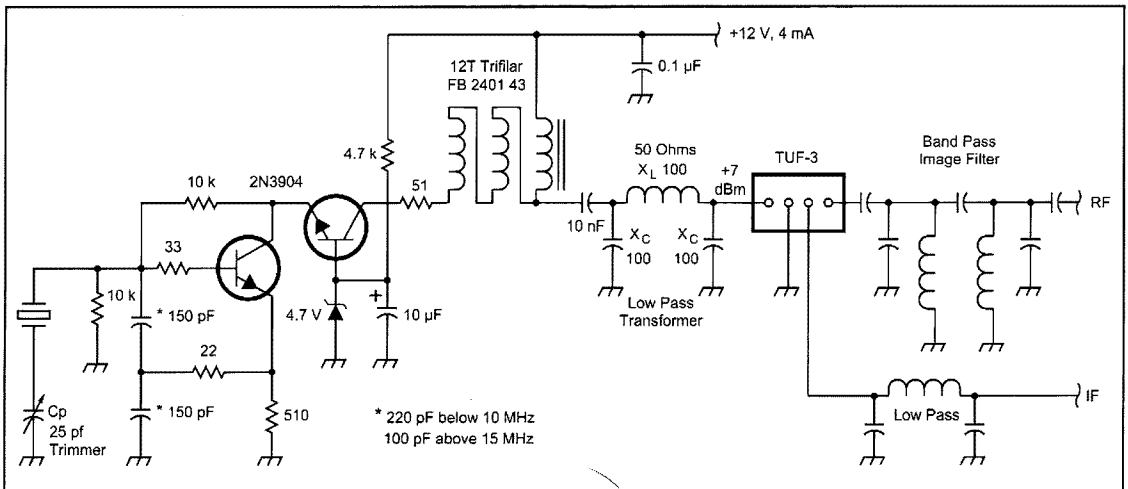 +12 V, 4 mA
0.1 µF
12T Trifilar
FB 2401 43
4.7 k
10 k
2N3904
51
50 Ohms
X_L 100
+7
dBm
TUF-3
Band Pass
Image Filter
RF
10 nF
X_C
100
X_C
100
Low Pass
Transformer
33
10 k
* 150 pF
4.7 V
+
10 µF
22
* 150 pF
510
Cp
25 pf
Trimmer
* 220 pF below 10 MHz
100 pF above 15 MHz
Low Pass
IF